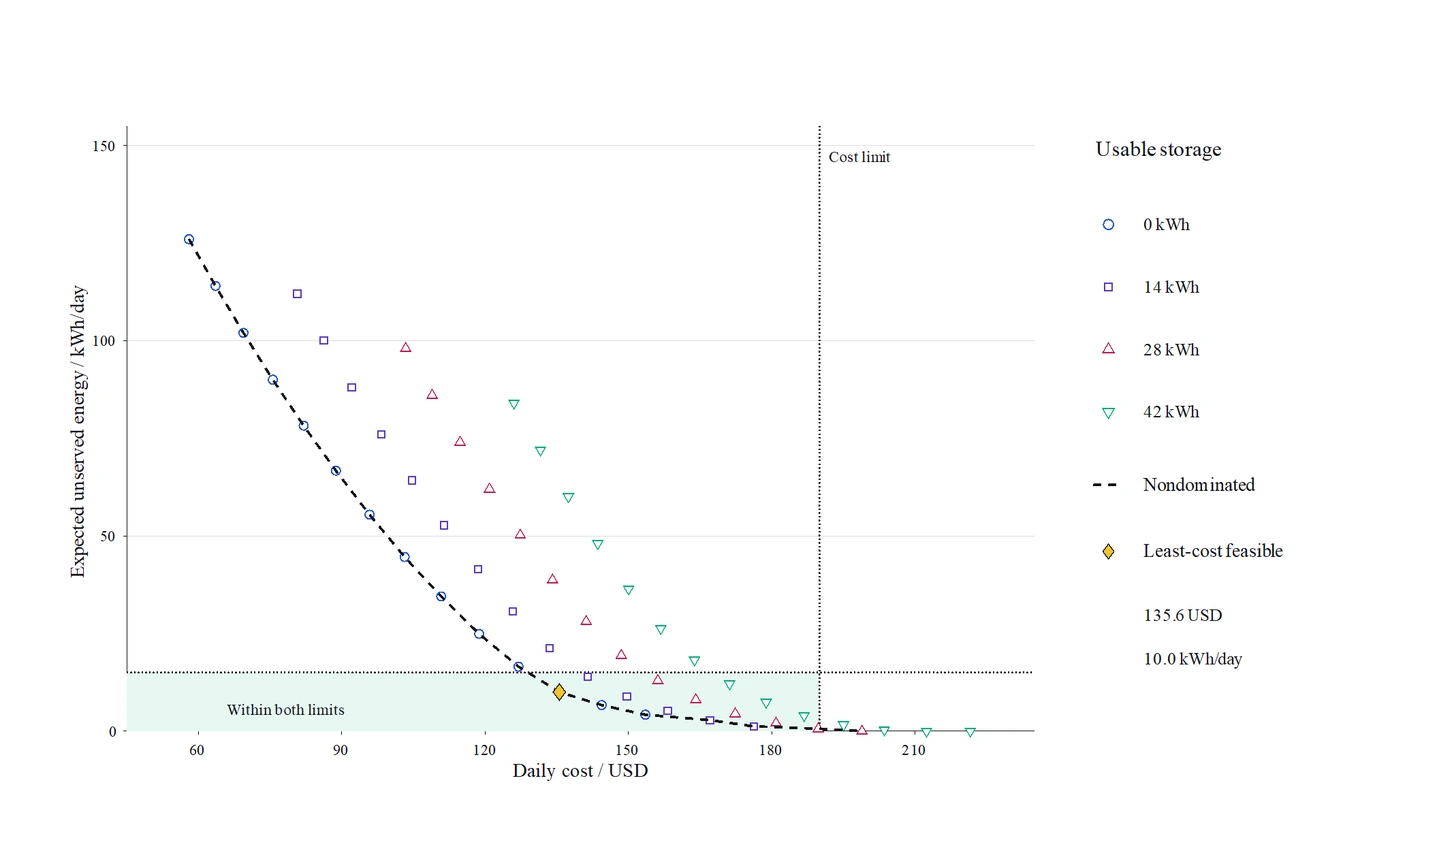 150
100
50
0
Expected unserved energy / kWh/day
Cost limit
Within both limits
60
90
120
150
180
210
Daily cost / USD
Usable storage
0 kWh
14 kWh
28 kWh
42 kWh
Nondominated
Least-cost feasible
135.6 USD
10.0 kWh/day